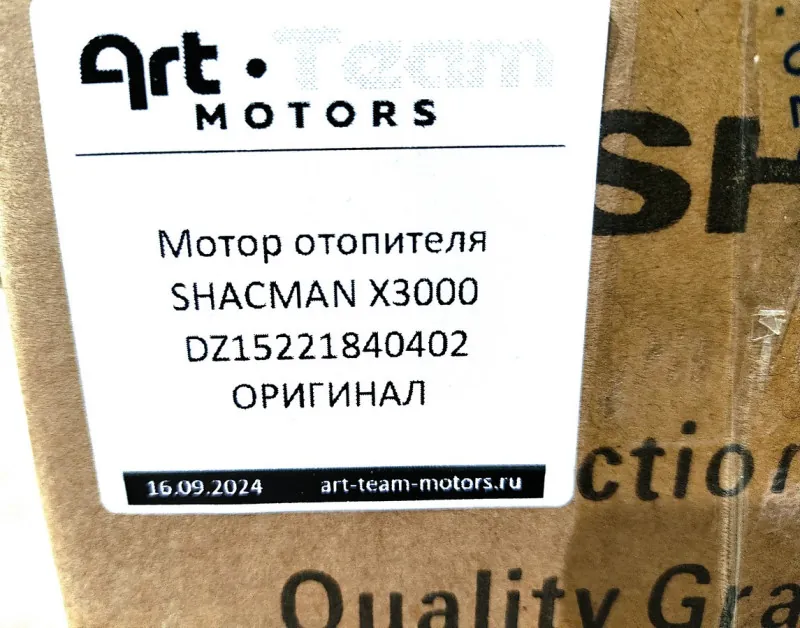 Art • Team
MOTORS
Мотор отопителя
SHACMAN X3000
DZ15221840402
ОРИГИНАЛ
16.09.2024 art-team-motors.ru
SH
ction
Quality Gra